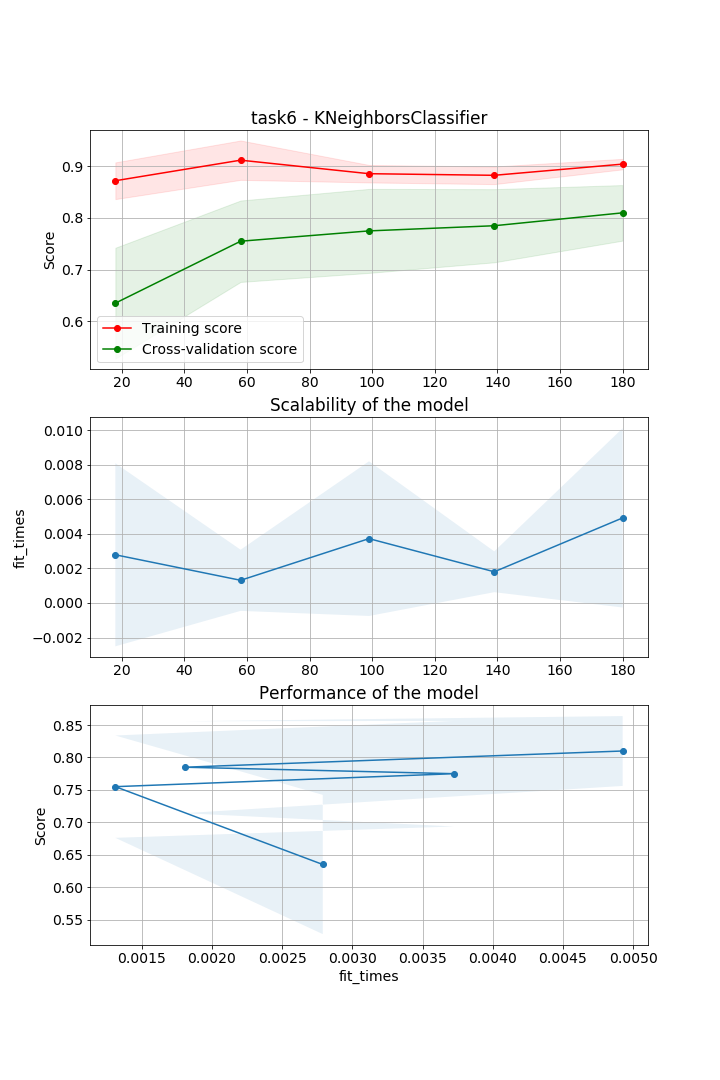 task6 - KNeighborsClassifier
0.9
0.8
0.7
0.6
Score
Training score
Cross-validation score
20 40 60 80 100 120 140 160 180
Scalability of the model
0.010
0.008
0.006
0.004
0.002
0.000
−0.002
fit_times
20 40 60 80 100 120 140 160 180
Performance of the model
0.85
0.80
0.75
0.70
0.65
0.60
0.55
Score
0.0015 0.0020 0.0025 0.0030 0.0035 0.0040 0.0045 0.0050
fit_times